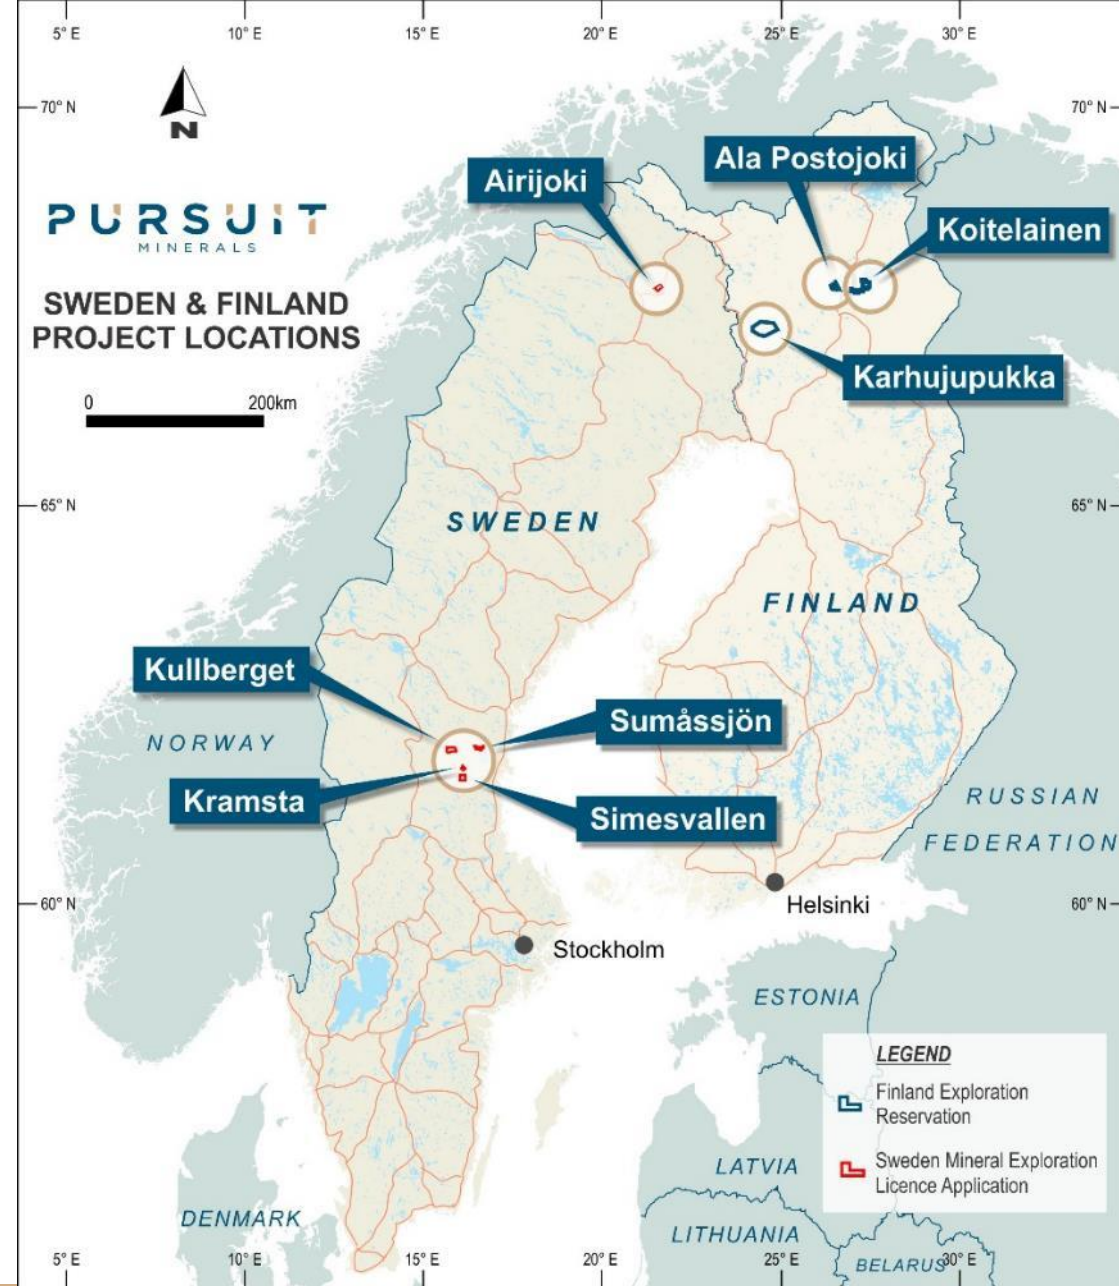 5° E
10° E
15° E
20° E
25° E
30° E
70° N
70° N
N
Ala Postojoki
Airijoki
PURSUIT
MINERALS
Koitelainen
SWEDEN & FINLAND
PROJECT LOCATIONS
Karhujupukka
0
200km
65° N
65° N
SWEDEN
FINLAND
Kullberget
Sumåssjön
NORWAY
Kramsta
Simesvallen
RUSSIAN
FEDERATION
60° N
60° N
Helsinki
Stockholm
ESTONIA
LEGEND
Finland Exploration
Reservation
Sweden Mineral Exploration
Licence Application
LATVIA
DENMARK
LITHUANIA
BELARUS
5° E
10° E
15° E
20° E
25° E
30° E